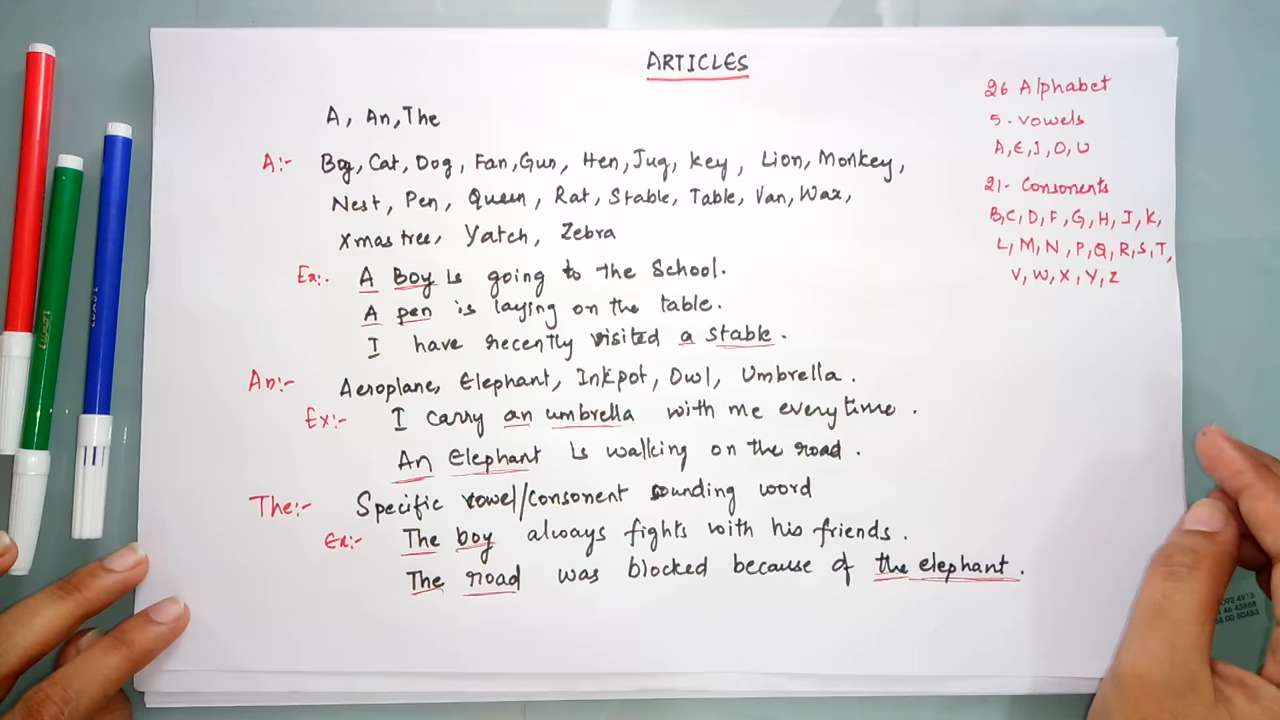 ARTICLES
A, An, The
A:- Boy, Cat, Dog, Fan, Gun, Hen, Jug, key, Lion, Monkey,
Nest, Pen, Queen, Rat, Stable, Table, Van, Wax,
Xmas tree, Yatch, Zebra
Ex:- A Boy is going to the School.
A pen is laying on the table.
I have recently visited a stable.
An:- Aeroplane, Elephant, Inkpot, Owl, Umbrella.
Ex:- I carry an umbrella with me every time.
An Elephant is walking on the road.
The:- Specific vowel/consonent sounding word
Ex:- The boy always fights with his friends.
The road was blocked because of the elephant.
26 Alphabet
5. vowels
A, E, I, O, U
21- Consonents
B, C, D, F, G, H, J, K,
L, M, N, P, Q, R, S, T,
V, W, X, Y, Z